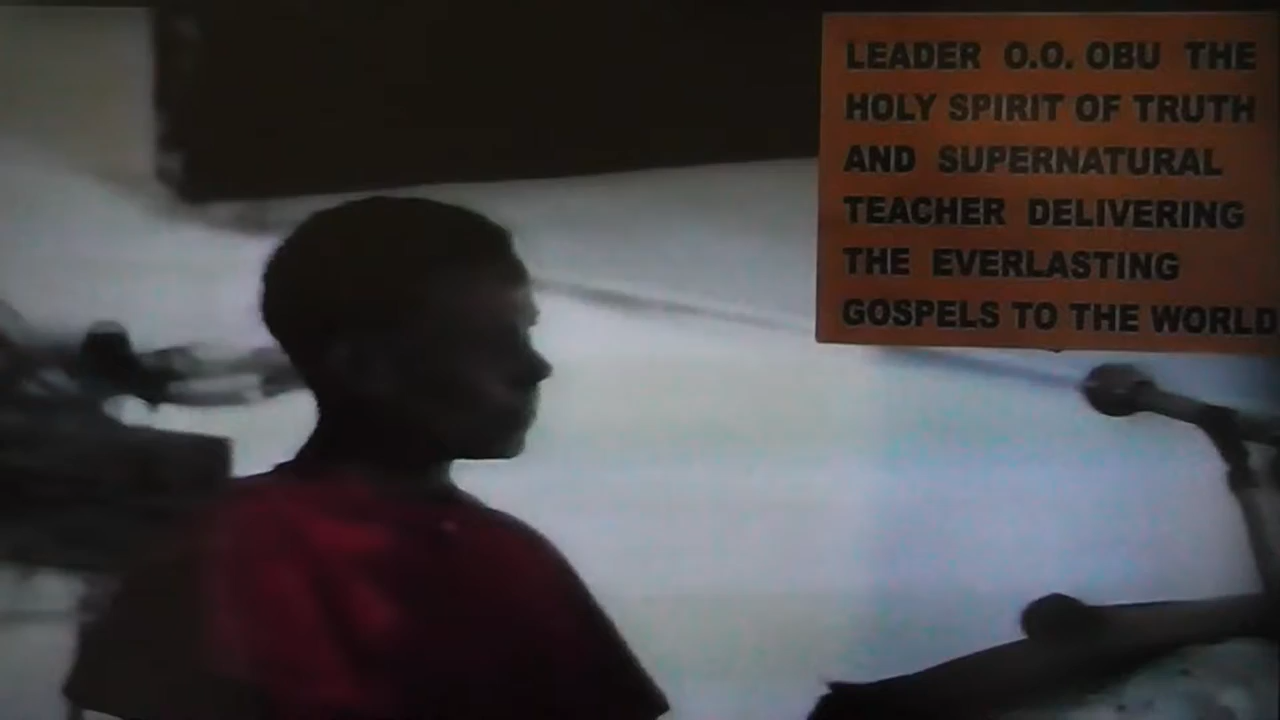 LEADER O.O. OBU THE
HOLY SPIRIT OF TRUTH
AND SUPERNATURAL
TEACHER DELIVERING
THE EVERLASTING
GOSPELS TO THE WORLD